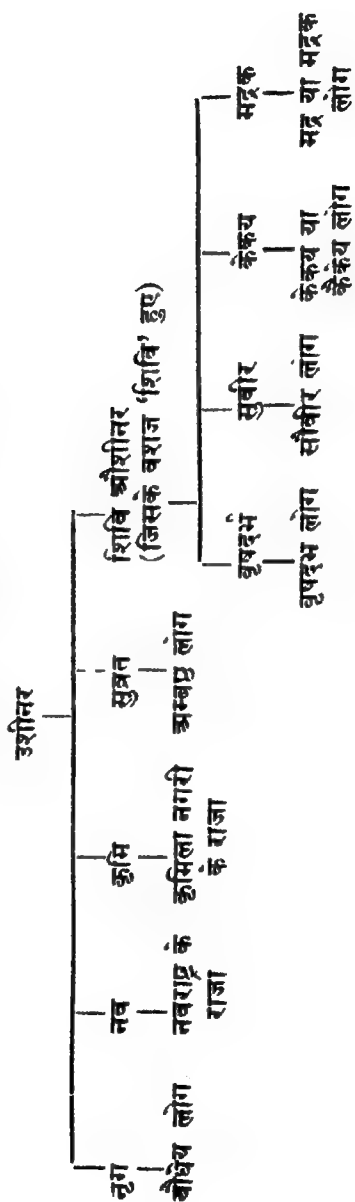 उशीनर
नृग
नव
कृमि
सुव्रत
शिवि औशीनर
(जिसके वंशज 'शिवि' हुए)
यौधेय लोग
नवराष्ट्र के
राजा
कृमिला नगरी
के राजा
अम्बष्ठ लोग
वृषदर्भ
सुवीर
केकय
मद्रक
वृषदर्भ लोग
सौवीर लोग
केकय या
कैकेय लोग
मद्र या मद्रक
लोग